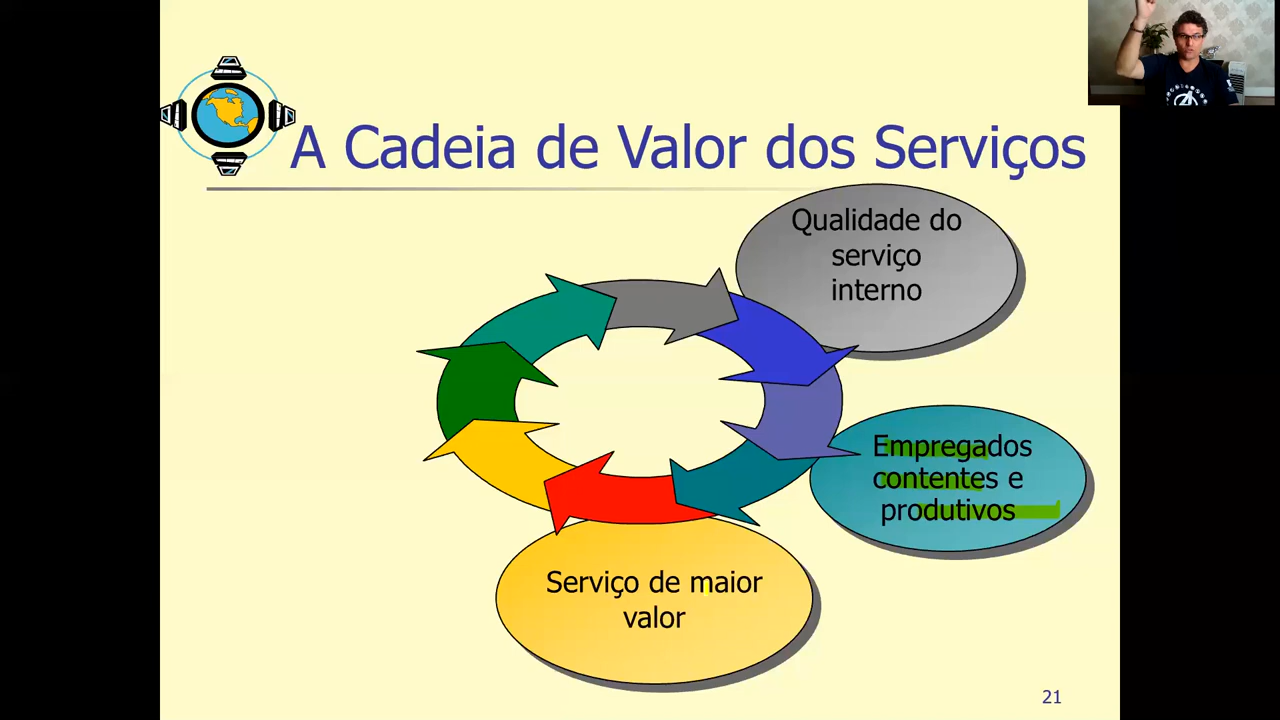 A Cadeia de Valor dos Serviços
Qualidade do
serviço
interno
Empregados
contentes e
produtivos
Serviço de maior
valor
21